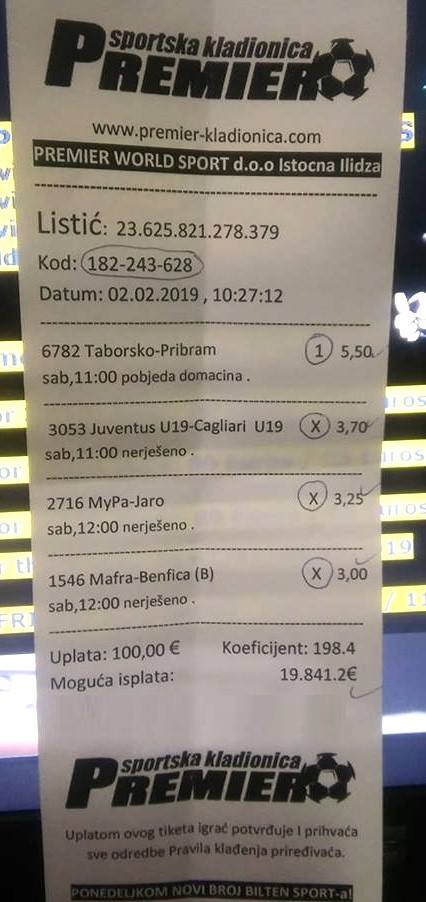 sportska kladionica
PREMIER
www.premier-kladionica.com
PREMIER WORLD SPORT d.o.o Istocna Ilidza
Listić: 23.625.821.278.379
Kod: 182-243-628
Datum: 02.02.2019 , 10:27:12
6782 Taborsko-Pribram 1 5,50
sab,11:00 pobjeda domacina .
3053 Juventus U19-Cagliari U19 X 3,70
sab,11:00 nerješeno .
2716 MyPa-Jaro X 3,25
sab,12:00 nerješeno .
1546 Mafra-Benfica (B) X 3,00
sab,12:00 nerješeno .
Uplata: 100,00 € Koeficijent: 198.4
Moguća isplata: 19.841.2€
sportska kladionica
PREMIER
Uplatom ovog tiketa igrač potvrđuje I prihvaća
sve odredbe Pravila klađenja priređivaća.
PONEDELJKOM NOVI BROJ BILTEN SPORT-a!